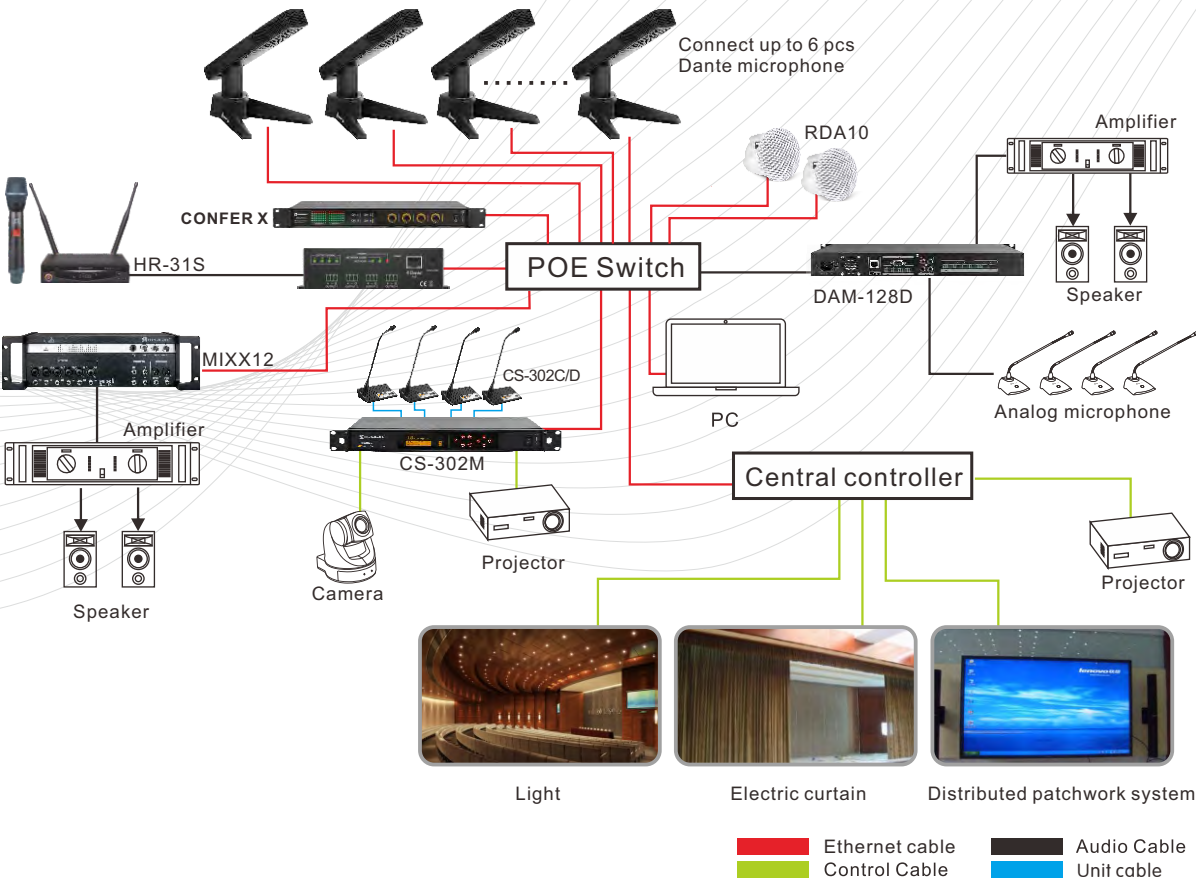 Connect up to 6 pcs
Dante microphone
RDA10
Amplifier
CONFER X
HR-31S
POE Switch
DAM-128D
Speaker
MIXX12
CS-302C/D
PC
Analog microphone
Amplifier
CS-302M
Central controller
Projector
Camera
Projector
Speaker
Light
Electric curtain
Distributed patchwork system
Ethernet cable
Audio Cable
Control Cable
Unit cable